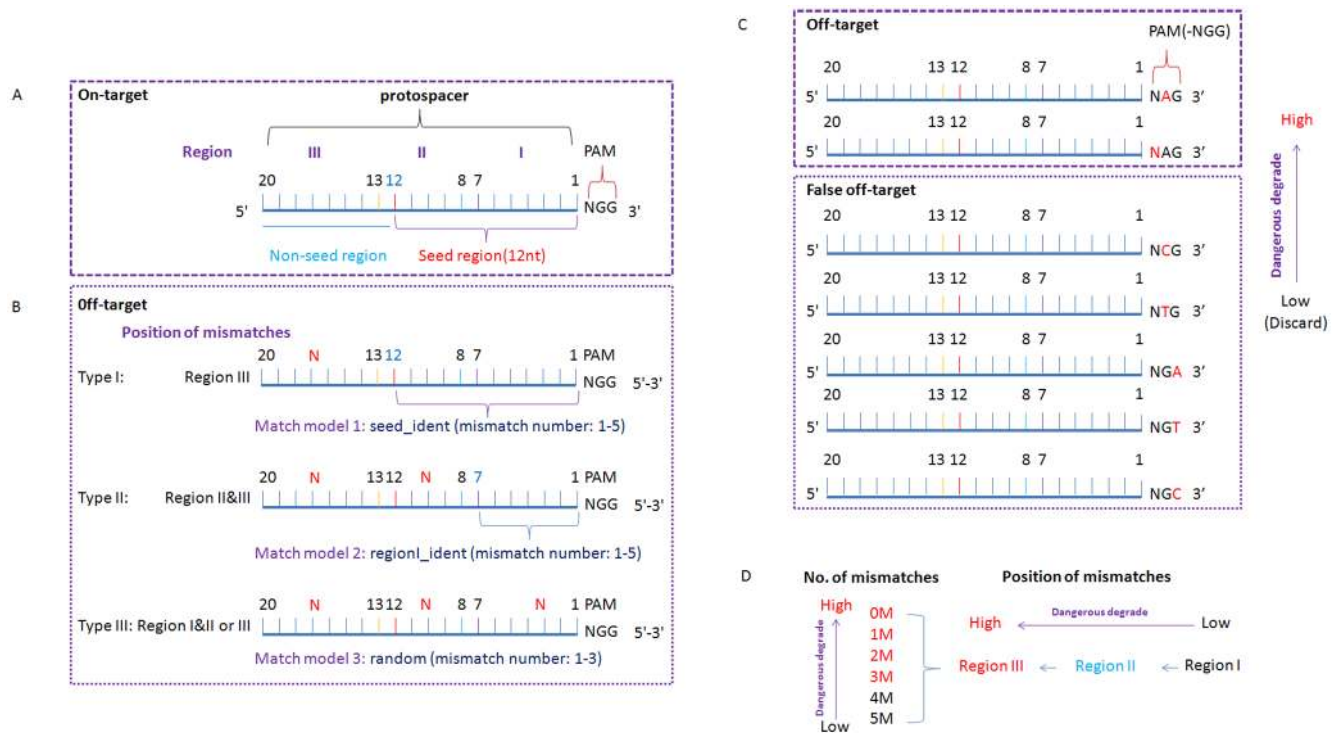 A
On-target
protospacer
Region III II I PAM
20 13 12 8 7 1
5' NGG 3'
Non-seed region Seed region(12nt)
B
Off-target
Position of mismatches
20 N 13 12 8 7 1 PAM
Type I: Region III NGG 5'-3'
Match model 1: seed_ident (mismatch number: 1-5)
20 N 13 12 N 8 7 1 PAM
Type II: Region II&III NGG 5'-3'
Match model 2: regionI_ident (mismatch number: 1-5)
20 N 13 12 N 8 7 N 1 PAM
Type III: Region I&II or III NGG 5'-3'
Match model 3: random (mismatch number: 1-3)
C
Off-target
PAM(-NGG)
20 13 12 8 7 1
5' NAG 3'
20 13 12 8 7 1
5' NAG 3'
False off-target
20 13 12 8 7 1
5' NCG 3'
20 13 12 8 7 1
5' NTG 3'
20 13 12 8 7 1
5' NGA 3'
20 13 12 8 7 1
5' NGT 3'
20 13 12 8 7 1
5' NGC 3'
High
Dangerous degrade
Low
(Discard)
D
No. of mismatches Position of mismatches
High
Dangerous degrade
Low
0M
1M
2M
3M
4M
5M
High Dangerous degrade Low
Region III Region II Region I